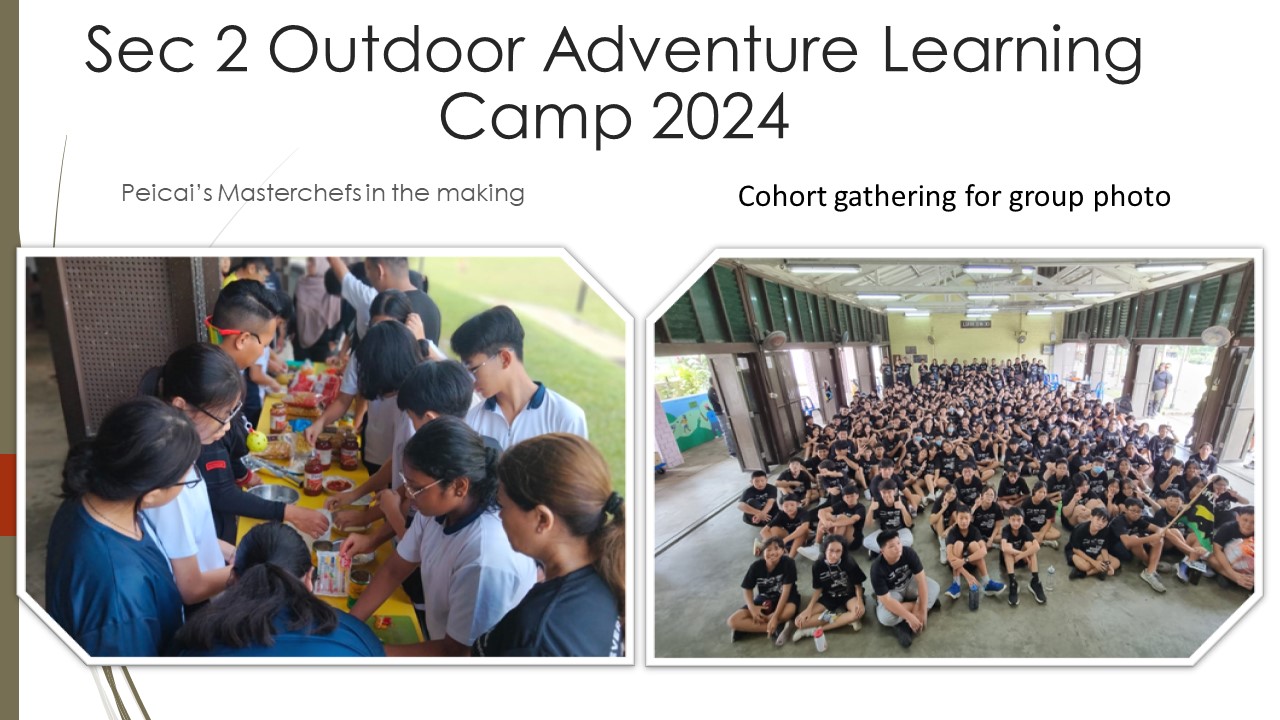 Sec 2 Outdoor Adventure Learning
Camp 2024
Peicai's Masterchefs in the making
Cohort gathering for group photo